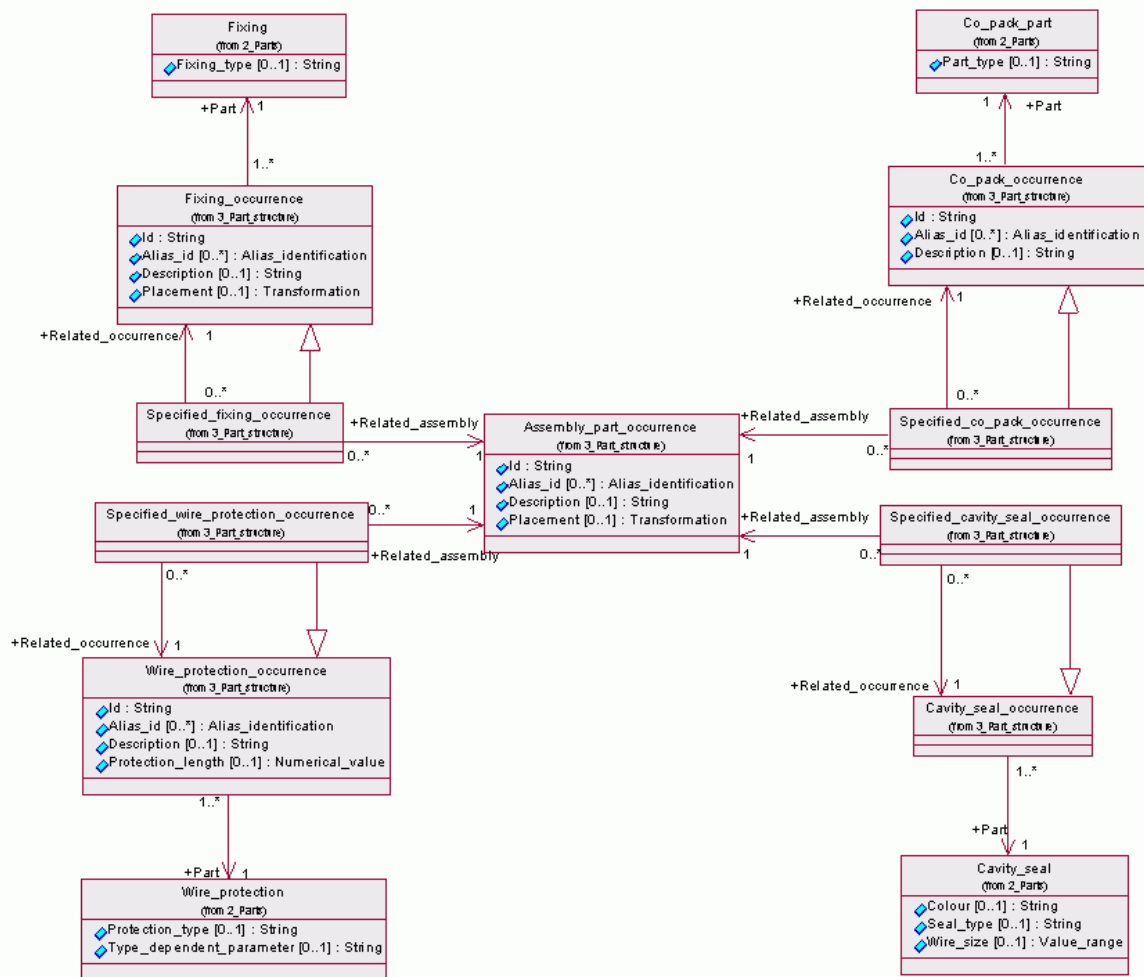 Fixing
(from 2_Parts)
Fixing_type [0..1] : String
+Part
1
1..*
Fixing_occurrence
(from 3_Part_structure)
Id : String
Alias_id [0..*] : Alias_identification
Description [0..1] : String
Placement [0..1] : Transformation
+Related_occurrence
1
0..*
Specified_fixing_occurrence
(from 3_Part_structure)
+Related_assembly
0..*
1
Co_pack_part
(from 2_Parts)
Part_type [0..1] : String
1
+Part
1..*
Co_pack_occurrence
(from 3_Part_structure)
Id : String
Alias_id [0..*] : Alias_identification
Description [0..1] : String
+Related_occurrence
1
0..*
Specified_co_pack_occurrence
(from 3_Part_structure)
+Related_assembly
1
0..*
Assembly_part_occurrence
(from 3_Part_structure)
Id : String
Alias_id [0..*] : Alias_identification
Description [0..1] : String
Placement [0..1] : Transformation
Specified_wire_protection_occurrence
(from 3_Part_structure)
0..*
1
+Related_assembly
0..*
+Related_occurrence
1
Wire_protection_occurrence
(from 3_Part_structure)
Id : String
Alias_id [0..*] : Alias_identification
Description [0..1] : String
Protection_length [0..1] : Numerical_value
1..*
+Part
1
Wire_protection
(from 2_Parts)
Protection_type [0..1] : String
Type_dependent_parameter [0..1] : String
+Related_assembly
1
0..*
Specified_cavity_seal_occurrence
(from 3_Part_structure)
0..*
+Related_occurrence
1
Cavity_seal_occurrence
(from 3_Part_structure)
1..*
+Part
1
Cavity_seal
(from 2_Parts)
Colour [0..1] : String
Seal_type [0..1] : String
Wire_size [0..1] : Value_range